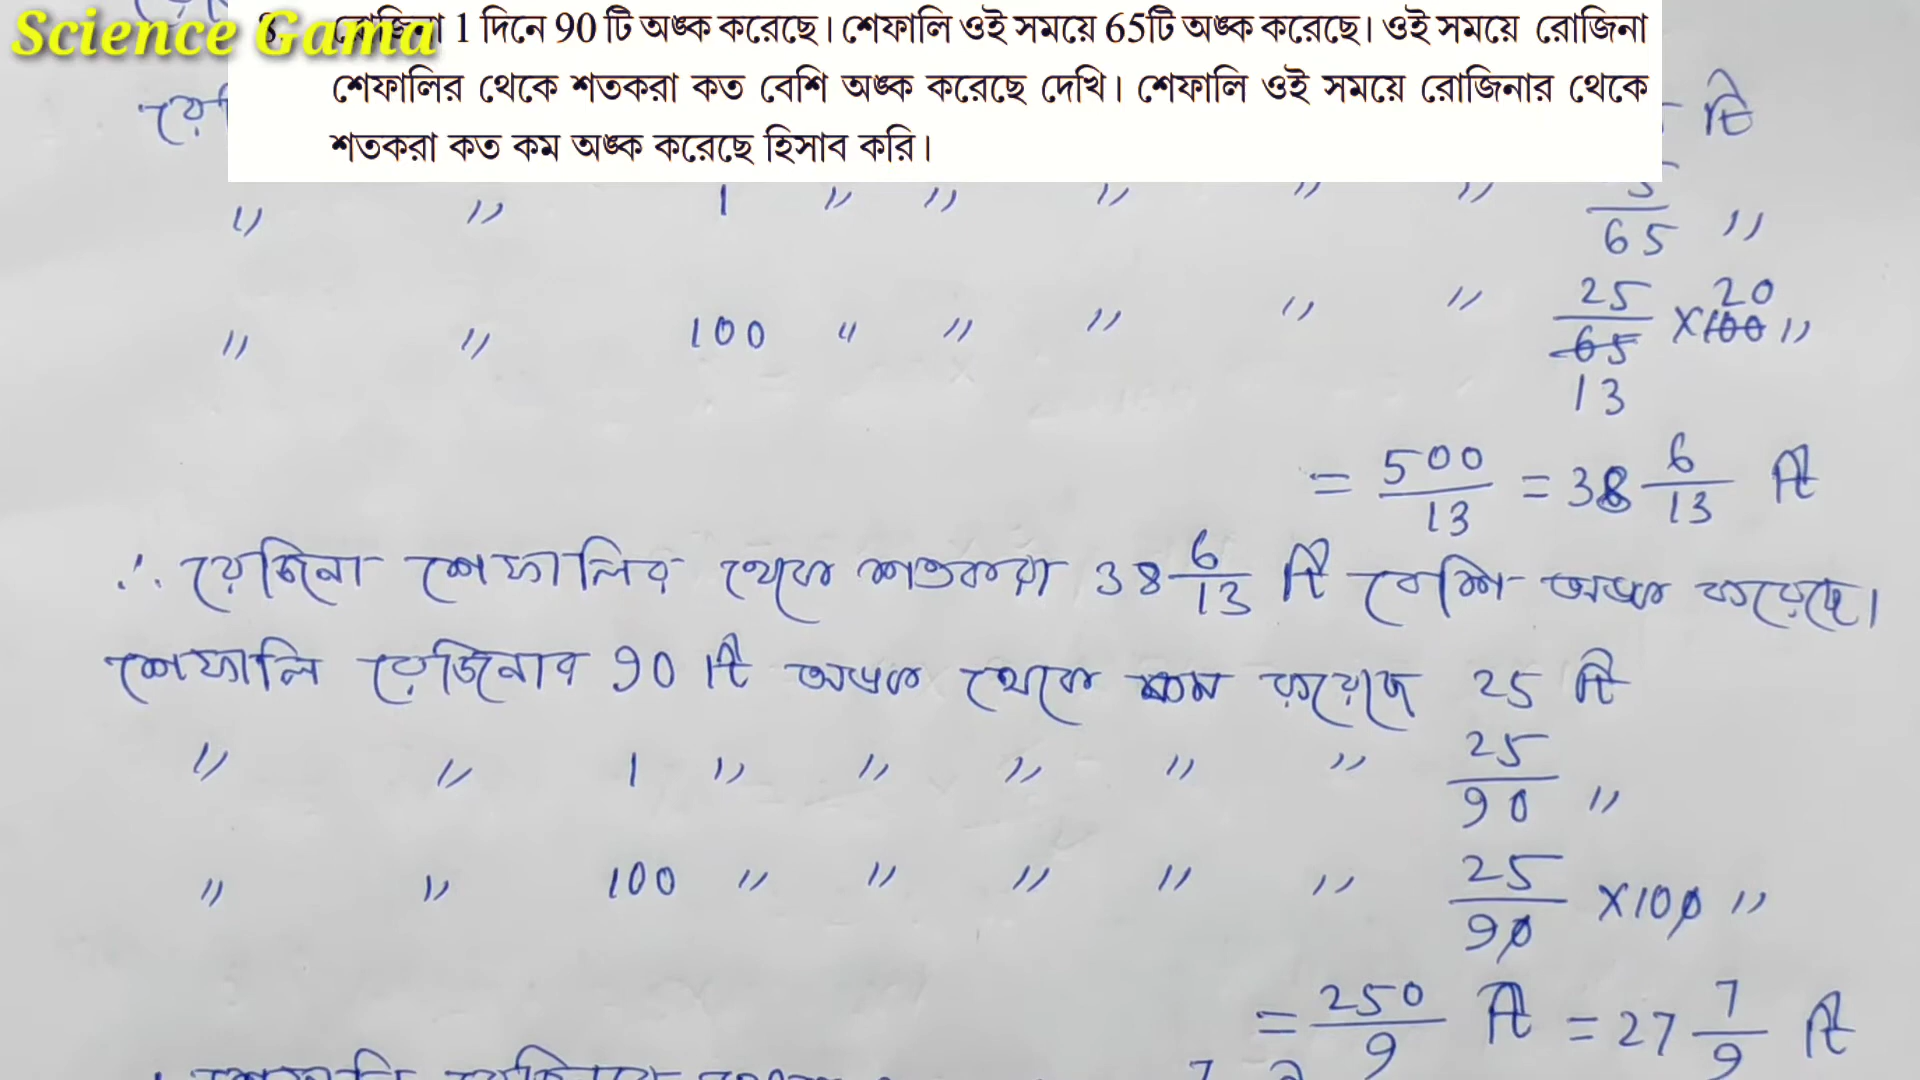 Science Gama
8. রোজিনা 1 দিনে 90 টি অঙ্ক করেছে। শেফালি ওই সময়ে 65টি অঙ্ক করেছে। ওই সময়ে রোজিনা
শেফালির থেকে শতকরা কত বেশি অঙ্ক করেছে দেখি। শেফালি ওই সময়ে রোজিনার থেকে
শতকরা কত কম অঙ্ক করেছে হিসাব করি।
টি
" " 1 " " " " " /65 "
" " 100 " " " " " 25/65 × 100 " 20 13
= 500/13 = 38 6/13 টি
∴ রোজিনা শেফালির থেকে শতকরা 38 6/13 টি বেশি অঙ্ক করেছে।
শেফালি রোজিনার 90 টি অঙ্ক থেকে কম করেছে 25 টি
" " 1 " " " " " 25/90 "
" " 100 " " " " " 25/90 × 100 "
= 250/9 টি = 27 7/9 টি